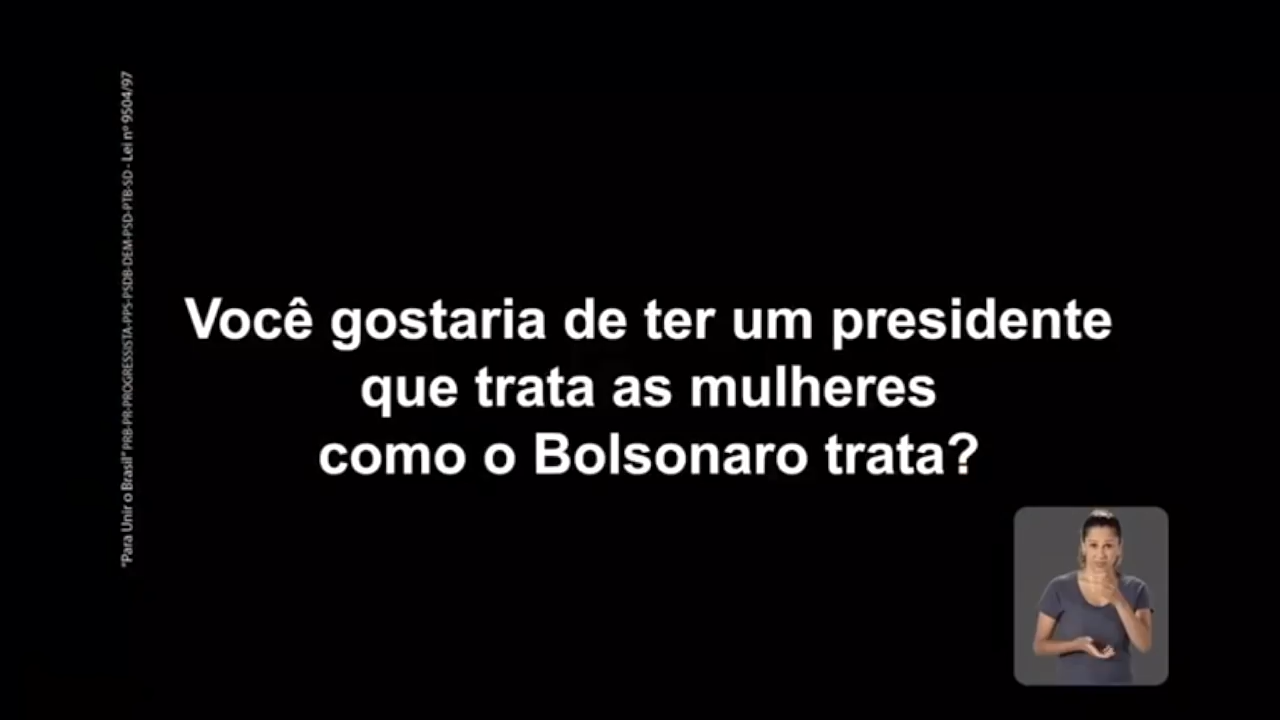 Você gostaria de ter um presidente
que trata as mulheres
como o Bolsonaro trata?
"Para Unir o Brasil" PRB-PR-PROGRESSISTA-PPS-PSDB-DEM-PSD-PTB-SD - Lei nº 9504/97